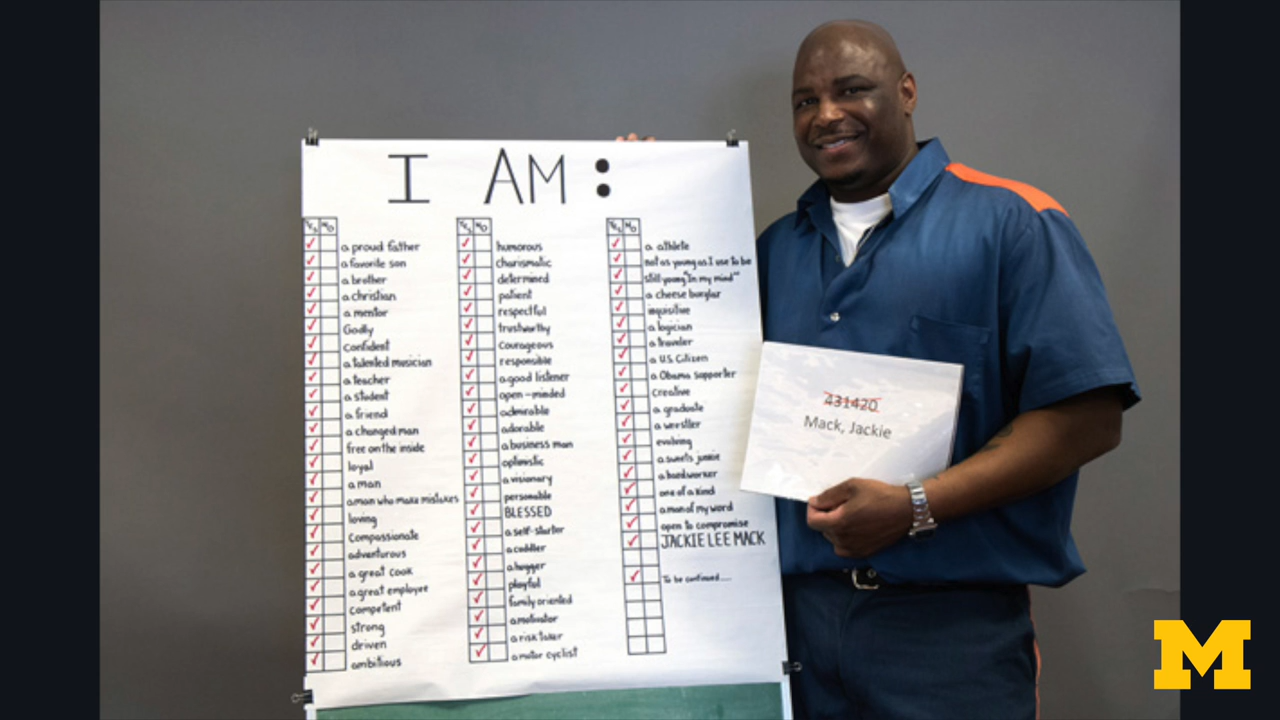 I AM:
YES NO
a proud father
a favorite son
a brother
a christian
a mentor
Godly
confident
a talented musician
a teacher
a student
a friend
a changed man
free on the inside
loyal
a man
a man who make mistakes
loving
Compassionate
adventurous
a great cook
a great employee
competent
strong
driven
ambitious
YES NO
humorous
charismatic
determined
patient
respectful
trustworthy
Courageous
responsible
a good listener
open-minded
admirable
adorable
a business man
optimistic
a visionary
personable
BLESSED
a self-starter
a cuddler
a hugger
playful
family oriented
a motivator
a risk taker
a motor cyclist
YES NO
a athlete
not as young as I use to be
still young "In my mind"
a cheese burglar
inquisitive
a logician
a traveler
a U.S. Citizen
a Obama supporter
Creative
a graduate
a werstler
evolving
a sweets junkie
a hardworker
one of a kind
a man of my word
open to compromise
JACKIE LEE MACK
To be continued....
431420
Mack, Jackie
M